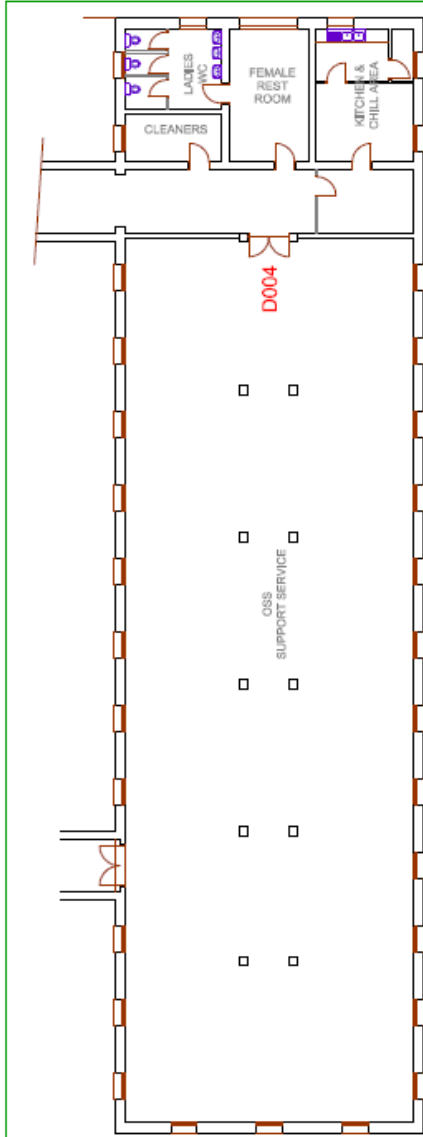 LADIES
WC
FEMALE
REST
ROOM
KITCHEN &
CHILL AREA
CLEANERS
D004
OSS
SUPPORT SERVICE